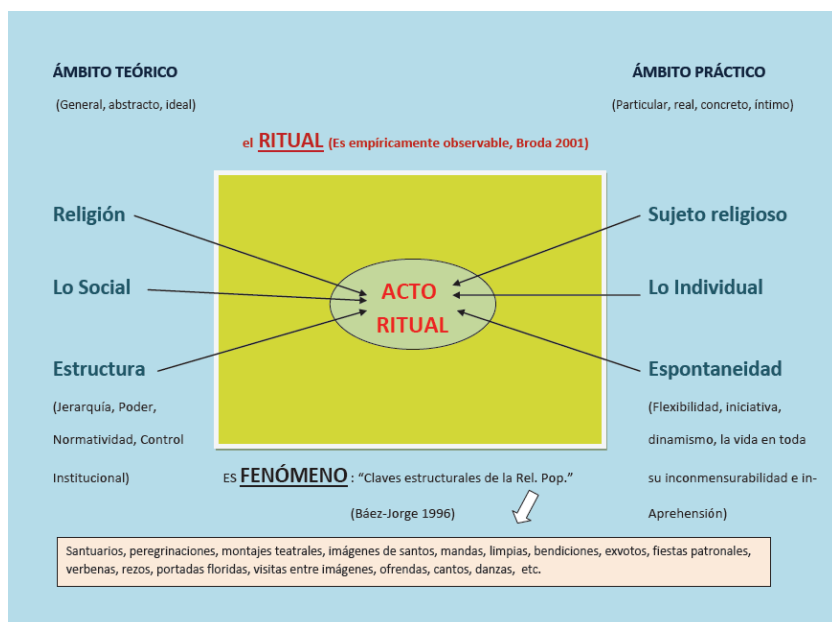 ÁMBITO TEÓRICO
ÁMBITO PRÁCTICO
(General, abstracto, ideal)
(Particular, real, concreto, íntimo)
el RITUAL (Es empíricamente observable, Broda 2001)
Religión
Sujeto religioso
Lo Social
ACTO
RITUAL
Lo Individual
Estructura
Espontaneidad
(Jerarquía, Poder,
Normatividad, Control
Institucional)
(Flexibilidad, iniciativa,
dinamismo, la vida en toda
su inconmensurabilidad e in-
Aprehensión)
ES FENÓMENO : “Claves estructurales de la Rel. Pop.”
(Báez-Jorge 1996)
Santuarios, peregrinaciones, montajes teatrales, imágenes de santos, mandas, limpias, bendiciones, exvotos, fiestas patronales,
verbenas, rezos, portadas floridas, visitas entre imágenes, ofrendas, cantos, danzas, etc.